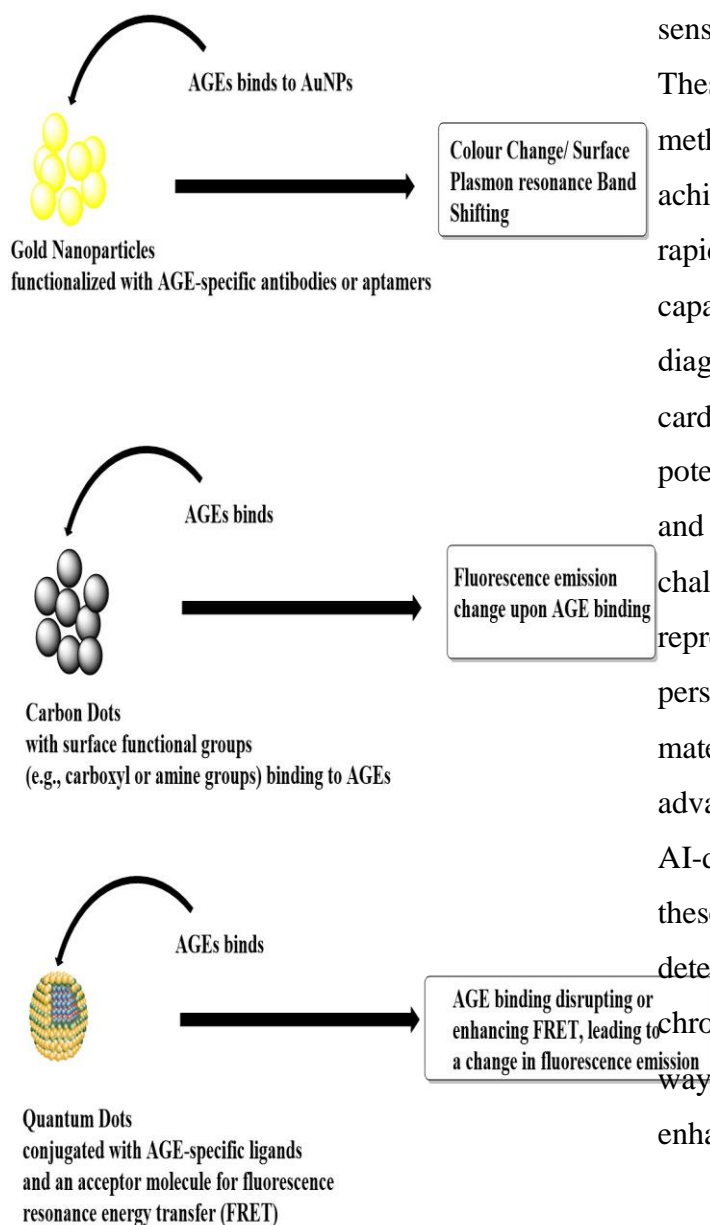 AGEs binds to AuNPs
Colour Change/ Surface
Plasmon resonance Band
Shifting
Gold Nanoparticles
functionalized with AGE-specific antibodies or aptamers
AGEs binds
Fluorescence emission
change upon AGE binding
Carbon Dots
with surface functional groups
(e.g., carboxyl or amine groups) binding to AGEs
AGEs binds
AGE binding disrupting or
enhancing FRET, leading to
a change in fluorescence emission
Quantum Dots
conjugated with AGE-specific ligands
and an acceptor molecule for fluorescence
resonance energy transfer (FRET)
sens
Thes
meth
achi
rapi
capa
diag
card
pote
and
chal
repr
pers
mate
adva
AI-
thes
dete
chro
way
enha